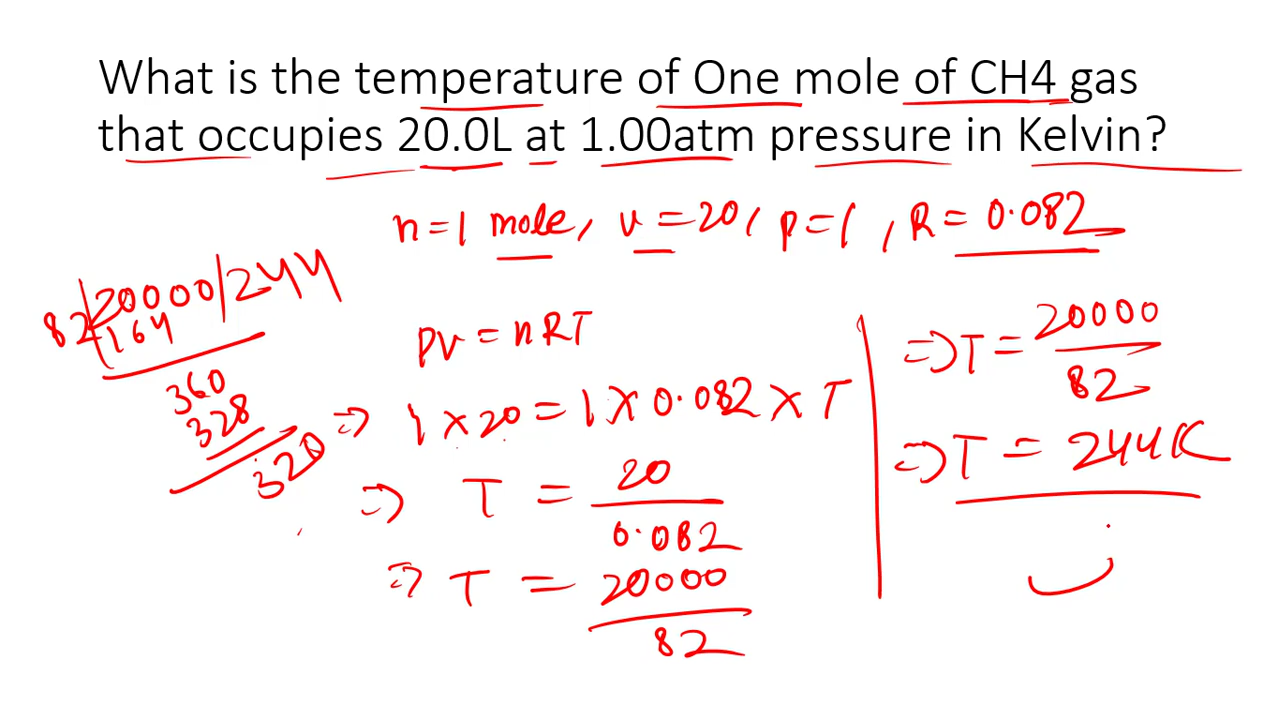 What is the temperature of One mole of CH4 gas
that occupies 20.0L at 1.00atm pressure in Kelvin?
n=1 mole, v=20, p=1, R=0.082
82)20000(244
164
360
328
320
PV = nRT
⇒ 1 × 20 = 1 × 0.082 × T
⇒ T = 20/0.082
⇒ T = 20000/82
⇒ T = 20000/82
⇒ T = 244K